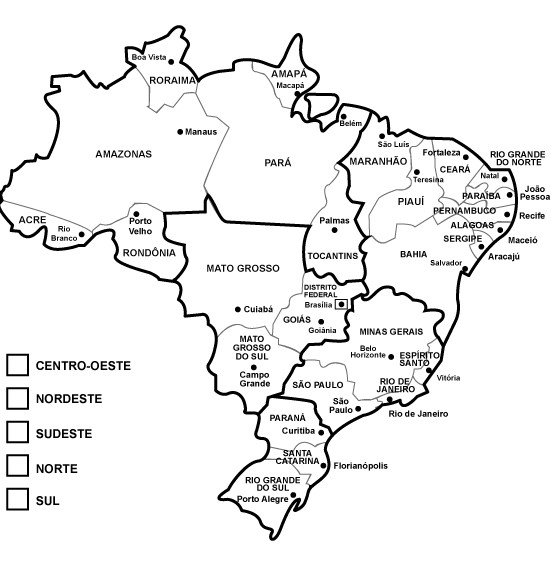 Boa Vista
RORAIMA
AMAPÁ
Macapá
Manaus
AMAZONAS
PARÁ
Belém
São Luís
MARANHÃO
Teresina
Fortaleza
CEARÁ
RIO GRANDE
DO NORTE
Natal
PARAÍBA
João
Pessoa
PIAUÍ
PERNAMBUCO
Recife
ALAGOAS
Maceió
SERGIPE
Aracajú
ACRE
Rio
Branco
Porto
Velho
RONDÔNIA
Palmas
TOCANTINS
BAHIA
Salvador
MATO GROSSO
Cuiabá
DISTRITO
FEDERAL
Brasília
GOIÁS
Goiânia
MINAS GERAIS
Belo
Horizonte
ESPÍRITO
SANTO
Vitória
MATO
GROSSO
DO SUL
Campo
Grande
SÃO PAULO
São
Paulo
RIO DE
JANEIRO
Rio de Janeiro
PARANÁ
Curitiba
SANTA
CATARINA
Florianópolis
RIO GRANDE
DO SUL
Porto Alegre
CENTRO-OESTE
NORDESTE
SUDESTE
NORTE
SUL